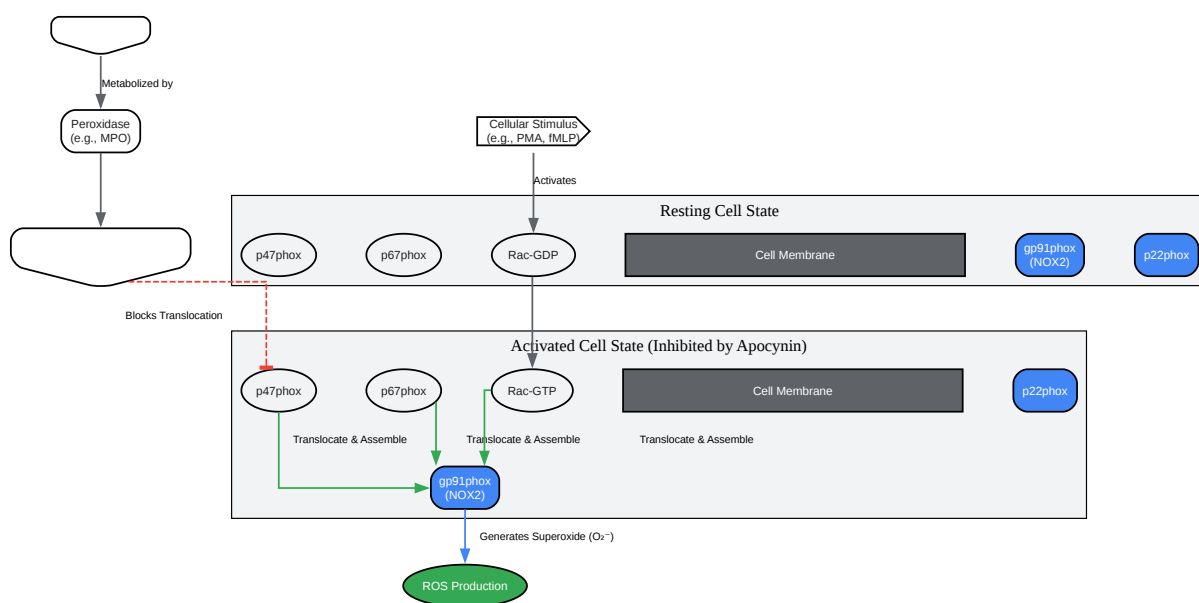 Metabolized by
Peroxidase
(e.g., MPO)
Cellular Stimulus
(e.g., PMA, fMLP)
Activates
Resting Cell State
p47phox
p67phox
Rac-GDP
Cell Membrane
gp91phox
(NOX2)
p22phox
Blocks Translocation
Activated Cell State (Inhibited by Apocynin)
p47phox
p67phox
Rac-GTP
Cell Membrane
p22phox
Translocate & Assemble
Translocate & Assemble
Translocate & Assemble
gp91phox
(NOX2)
Generates Superoxide (O₂⁻)
ROS Production